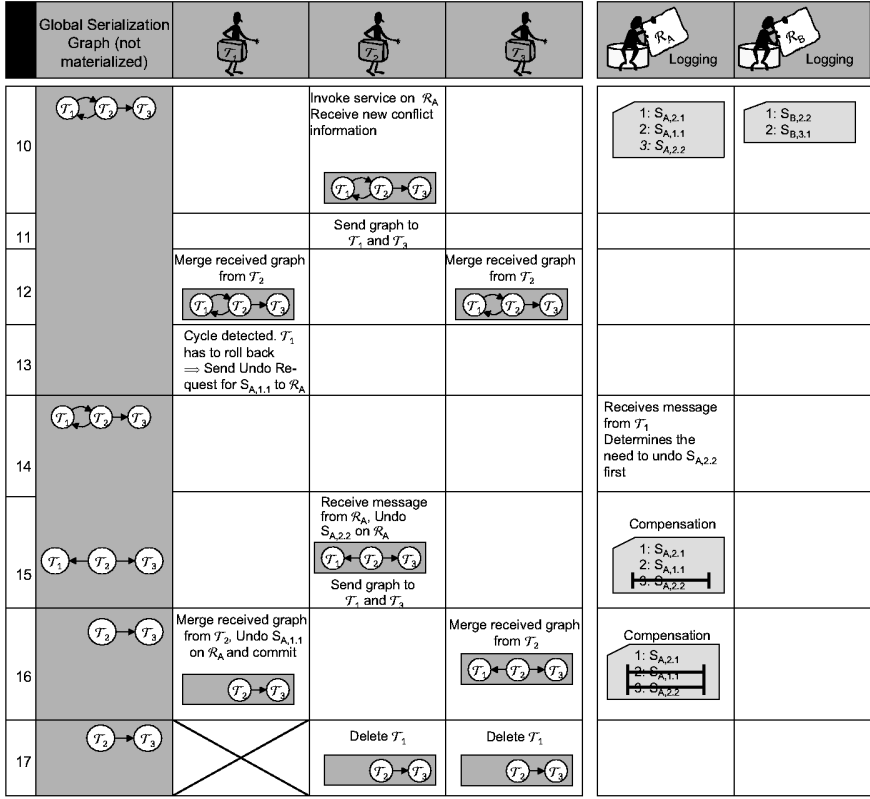 Global Serialization
Graph (not
materialized)
𝒯1
𝒯2
𝒯3
ℛA
Logging
ℛB
Logging
10
𝒯1 𝒯2 𝒯3
Invoke service on ℛA
Receive new conflict
information
𝒯1 𝒯2 𝒯3
1: SA,2.1
2: SA,1.1
3: SA,2.2
1: SB,2.2
2: SB,3.1
11
Send graph to
𝒯1 and 𝒯3
12
Merge received graph
from 𝒯2
𝒯1 𝒯2 𝒯3
Merge received graph
from 𝒯2
𝒯1 𝒯2 𝒯3
13
Cycle detected. 𝒯1
has to roll back
⟹ Send Undo Re-
quest for SA,1.1 to ℛA
14
𝒯1 𝒯2 𝒯3
Receives message
from 𝒯1
Determines the
need to undo SA,2.2
first
15
𝒯1 𝒯2 𝒯3
Receive message
from ℛA, Undo
SA,2.2 on ℛA
𝒯1 𝒯2 𝒯3
Send graph to
𝒯1 and 𝒯3
Compensation
1: SA,2.1
2: SA,1.1
3: SA,2.2
16
𝒯2 𝒯3
Merge received graph
from 𝒯2, Undo SA,1.1
on ℛA and commit
𝒯2 𝒯3
Merge received graph
from 𝒯2
𝒯1 𝒯2 𝒯3
Compensation
1: SA,2.1
2: SA,1.1
3: SA,2.2
17
𝒯2 𝒯3
Delete 𝒯1
𝒯2 𝒯3
Delete 𝒯1
𝒯2 𝒯3